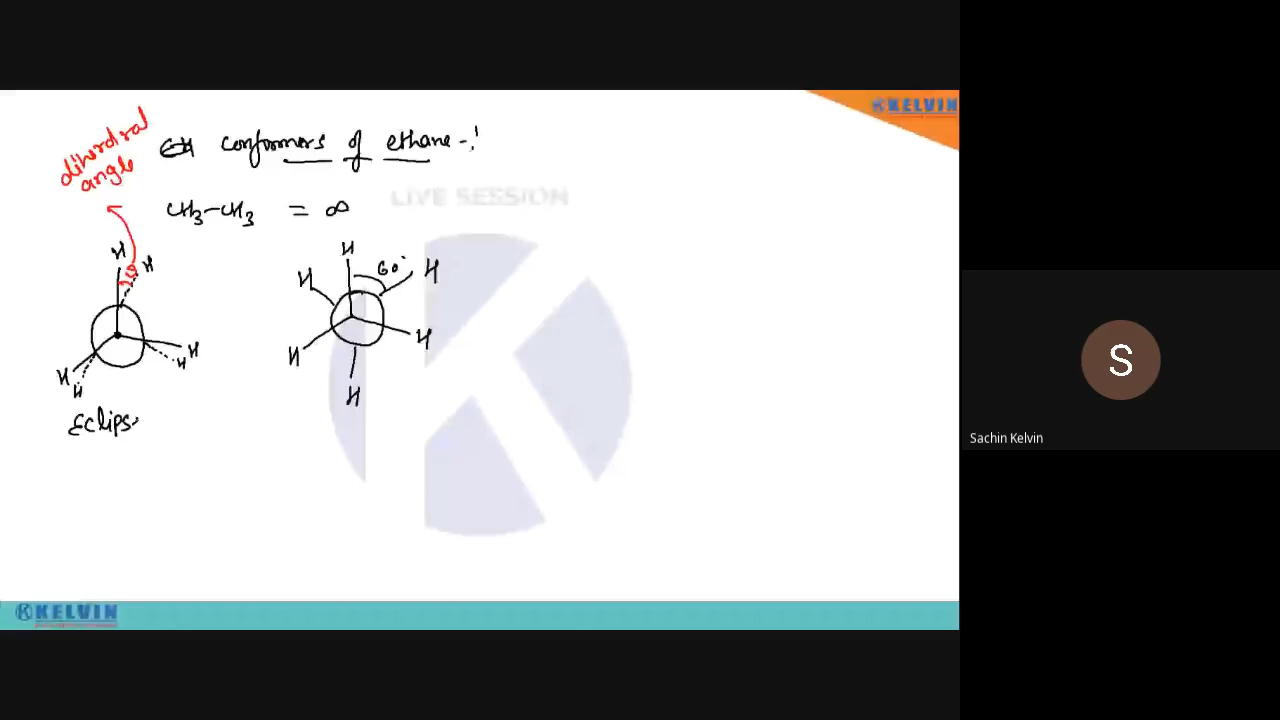 KELVIN
dihedral
angle
conformers of ethane -:
LIVE SESSION
CH3-CH3 = ∞
H
H
H
H
60°
H
H
H
H
H
H
H
H
Eclips
KELVIN
S
Sachin Kelvin